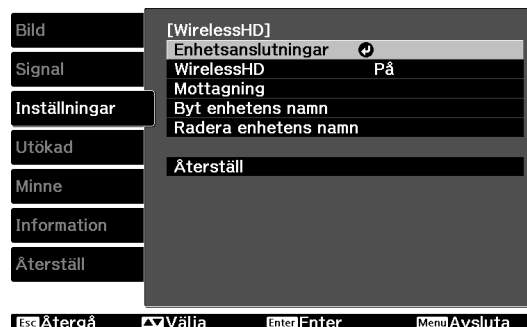 Bild
Signal
Inställningar
Utökad
Minne
Information
Återställ
[WirelessHD]
Enhetsanslutningar
WirelessHD På
Mottagning
Byt enhetens namn
Radera enhetens namn
Återställ
Esc Återgå Välja Enter Enter Menu Avsluta